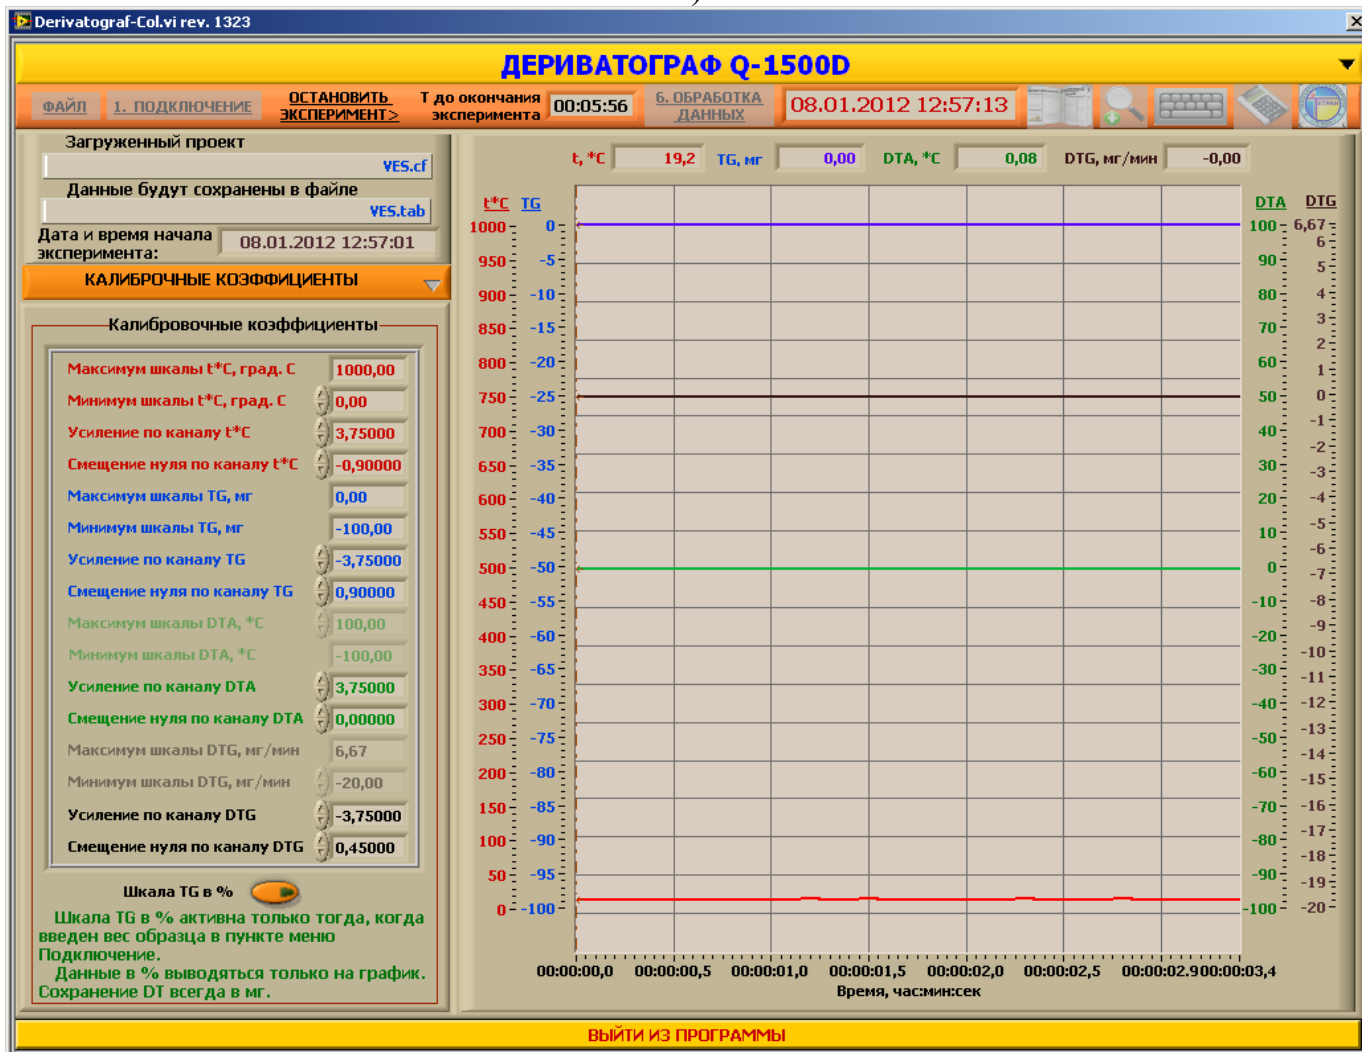 )
Derivatograf-Col.vi rev. 1323
ДЕРИВАТОГРАФ Q-1500D
ФАЙЛ 1. ПОДКЛЮЧЕНИЕ ОСТАНОВИТЬ ЭКСПЕРИМЕНТ> Т до окончания эксперимента 00:05:56 6. ОБРАБОТКА ДАННЫХ 08.01.2012 12:57:13
Загруженный проект
VES.cf
Данные будут сохранены в файле
VES.tab
Дата и время начала
эксперимента:
08.01.2012 12:57:01
КАЛИБРОЧНЫЕ КОЭФФИЦИЕНТЫ
Калибровочные коэффициенты
Максимум шкалы t*C, град. С 1000,00
Минимум шкалы t*C, град. С 0,00
Усиление по каналу t*C 3,75000
Смещение нуля по каналу t*C -0,90000
Максимум шкалы TG, мг 0,00
Минимум шкалы TG, мг -100,00
Усиление по каналу TG -3,75000
Смещение нуля по каналу TG 0,90000
Максимум шкалы DTA, *C 100,00
Минимум шкалы DTA, *C -100,00
Усиление по каналу DTA 3,75000
Смещение нуля по каналу DTA 0,00000
Максимум шкалы DTG, мг/мин 6,67
Минимум шкалы DTG, мг/мин -20,00
Усиление по каналу DTG -3,75000
Смещение нуля по каналу DTG 0,45000
Шкала TG в %
Шкала TG в % активна только тогда, когда
введен вес образца в пункте меню
Подключение.
Данные в % выводяться только на график.
Сохранение DT всегда в мг.
t, *C 19,2 TG, мг 0,00 DTA, *C 0,08 DTG, мг/мин -0,00
t*C TG DTA DTG
1000 0 100 6,67
6
950 -5 90 5
900 -10 80 4
850 -15 70 3
2
800 -20 60 1
750 -25 50 0
-1
700 -30 40 -2
650 -35 30 -3
600 -40 20 -4
550 -45 10 -5
-6
500 -50 0 -7
450 -55 -10 -8
-9
400 -60 -20 -10
350 -65 -30 -11
300 -70 -40 -12
250 -75 -50 -13
-14
200 -80 -60 -15
150 -85 -70 -16
-17
100 -90 -80 -18
50 -95 -90 -19
0 -100 -100 -20
00:00:00,0 00:00:00,5 00:00:01,0 00:00:01,5 00:00:02,0 00:00:02,5 00:00:02.900:00:03,4
Время, час:мин:сек
ВЫЙТИ ИЗ ПРОГРАММЫ